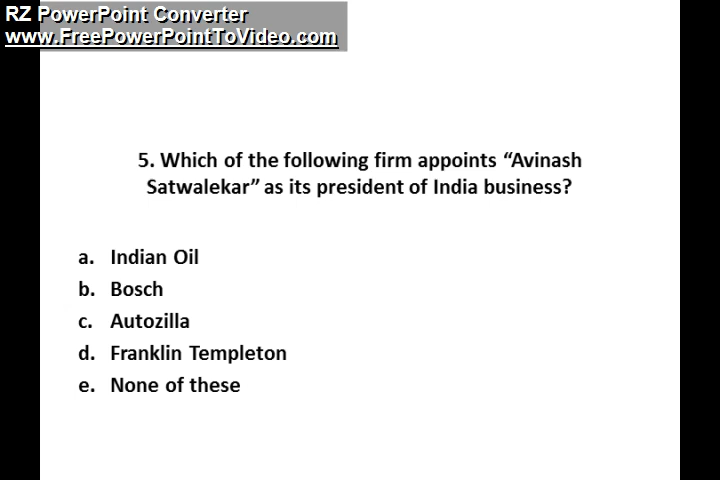 RZ PowerPoint Converter
www.FreePowerPointToVideo.com
5. Which of the following firm appoints “Avinash
Satwalekar” as its president of India business?
a. Indian Oil
b. Bosch
c. Autozilla
d. Franklin Templeton
e. None of these